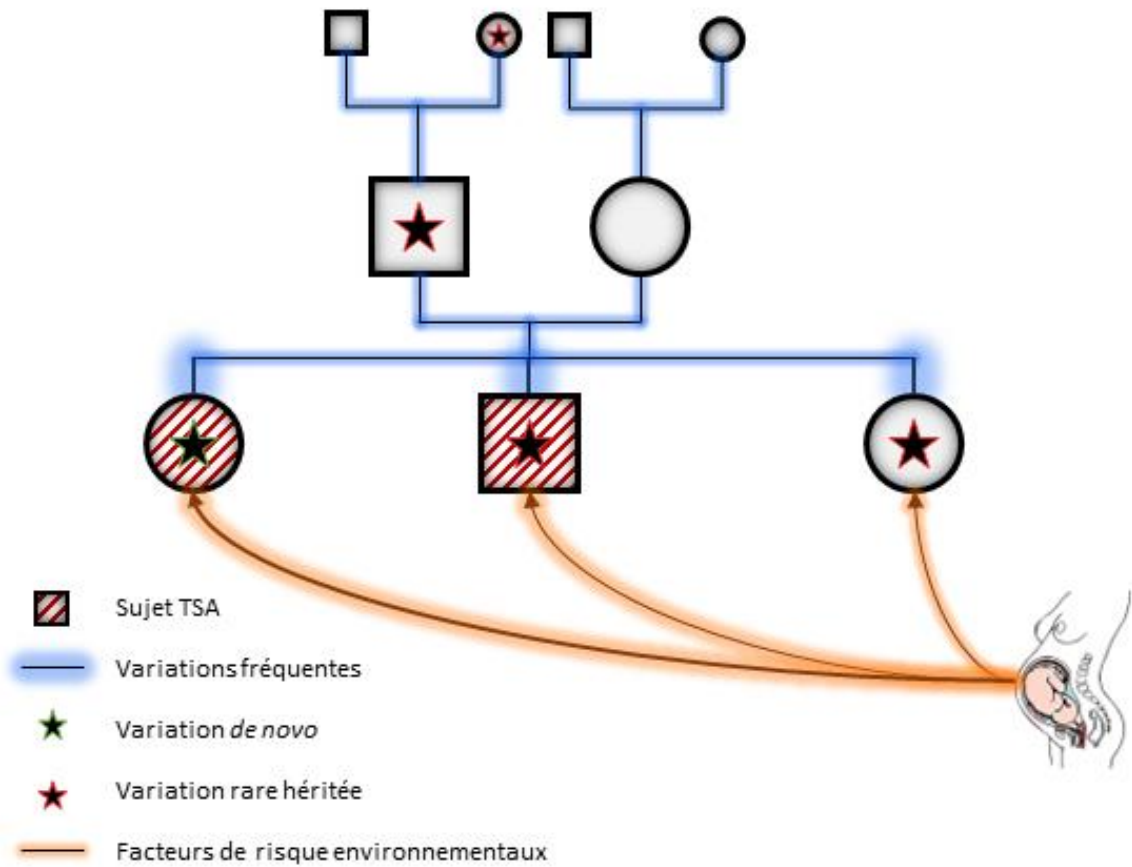 Sujet TSA
Variations fréquentes
Variation de novo
Variation rare héritée
Facteurs de risque environnementaux